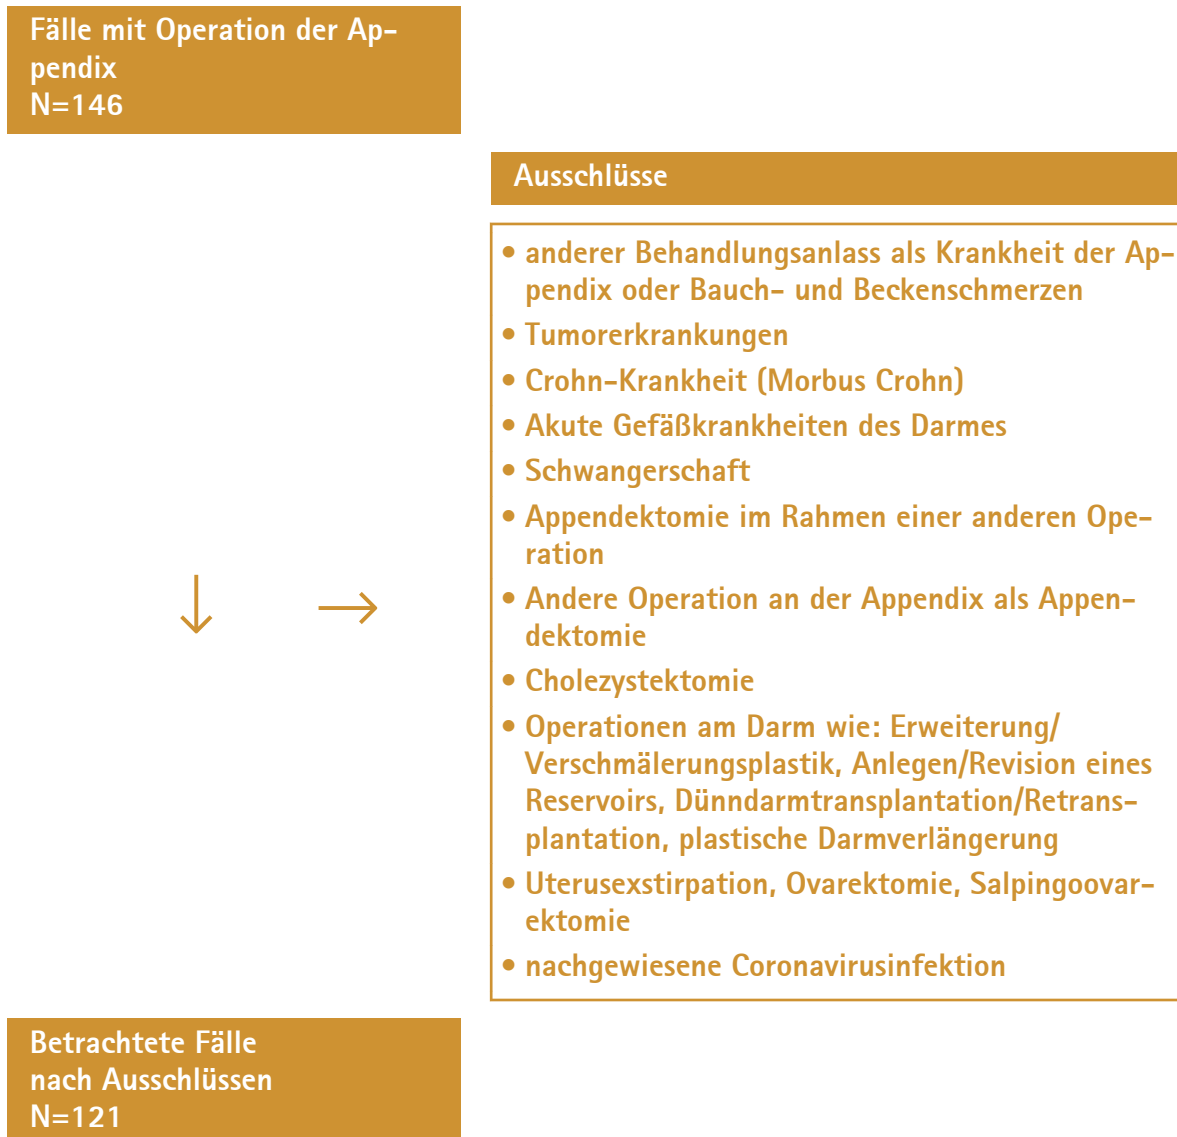 Fälle mit Operation der Ap-
pendix
N=146
Ausschlüsse
• anderer Behandlungsanlass als Krankheit der Ap-
pendix oder Bauch- und Beckenschmerzen
• Tumorerkrankungen
• Crohn-Krankheit (Morbus Crohn)
• Akute Gefäßkrankheiten des Darmes
• Schwangerschaft
• Appendektomie im Rahmen einer anderen Ope-
ration
• Andere Operation an der Appendix als Appen-
dektomie
• Cholezystektomie
• Operationen am Darm wie: Erweiterung/
Verschmälerungsplastik, Anlegen/Revision eines
Reservoirs, Dünndarmtransplantation/Retrans-
plantation, plastische Darmverlängerung
• Uterusexstirpation, Ovarektomie, Salpingoovar-
ektomie
• nachgewiesene Coronavirusinfektion
Betrachtete Fälle
nach Ausschlüssen
N=121